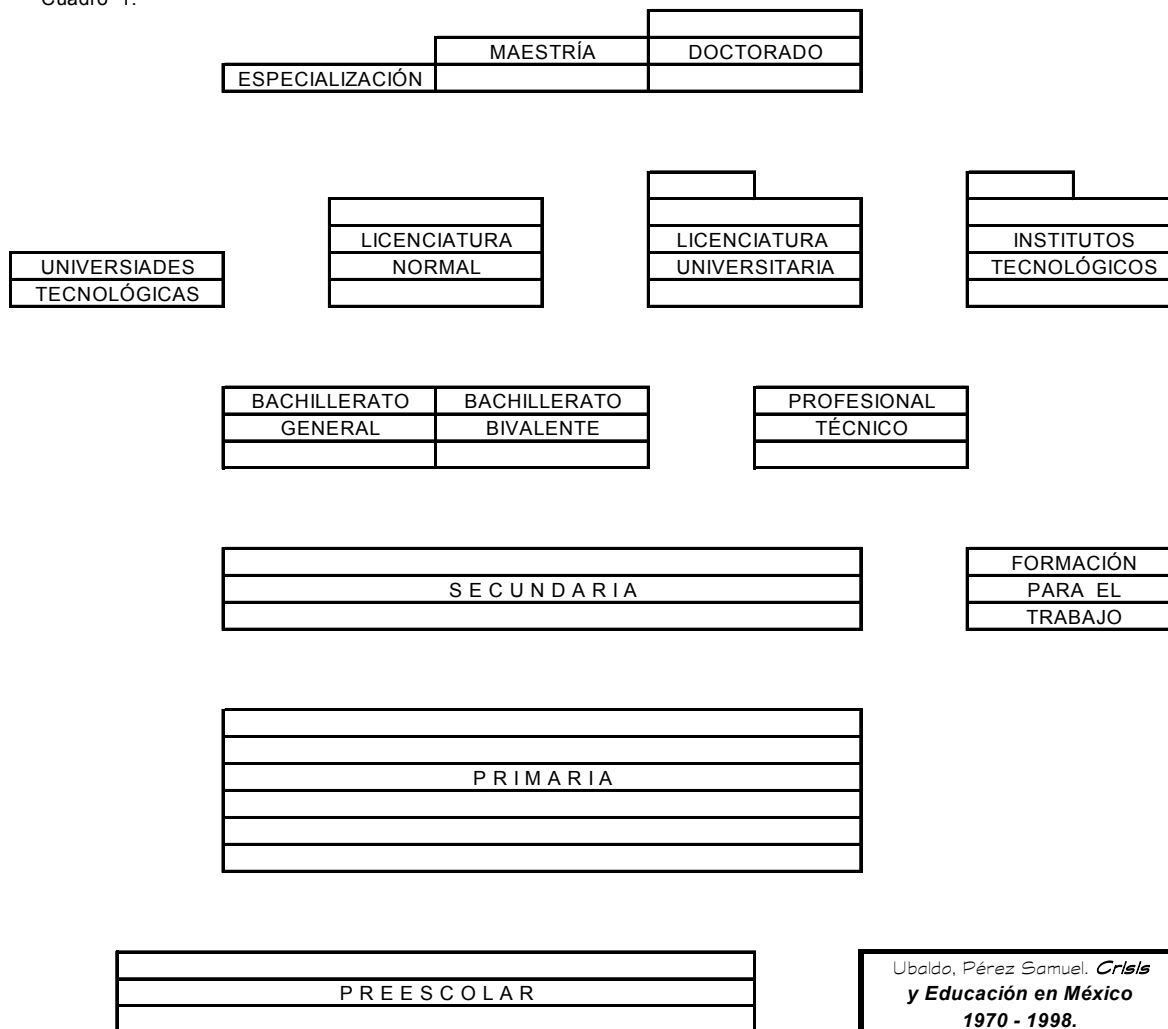 Cuadro 1.
MAESTRÍA DOCTORADO
ESPECIALIZACIÓN
LICENCIATURA LICENCIATURA INSTITUTOS
UNIVERSIADES NORMAL UNIVERSITARIA TECNOLÓGICOS
TECNOLÓGICAS
BACHILLERATO BACHILLERATO PROFESIONAL
GENERAL BIVALENTE TÉCNICO
FORMACIÓN
S E C U N D A R I A PARA EL
TRABAJO
P R I M A R I A
Ubaldo, Pérez Samuel. Crisis
P R E E S C O L A R y Educación en México
1970 - 1998.